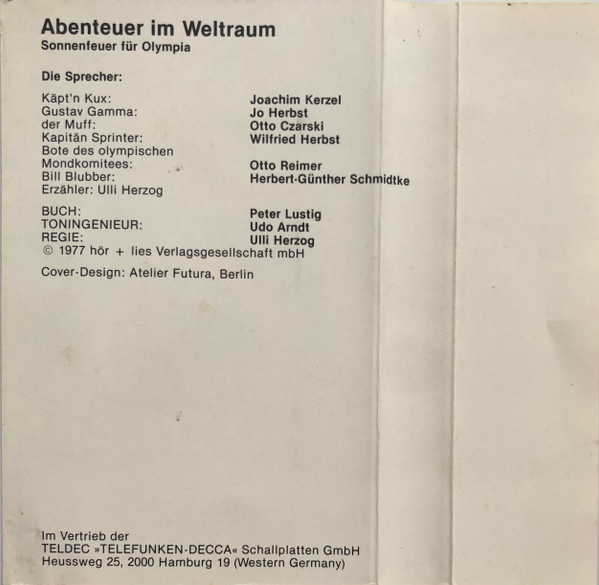 Abenteuer im Weltraum
Sonnenfeuer für Olympia
Die Sprecher:
Käpt'n Kux: Joachim Kerzel
Gustav Gamma: Jo Herbst
der Muff: Otto Czarski
Kapitän Sprinter: Wilfried Herbst
Bote des olympischen
Mondkomitees: Otto Reimer
Bill Blubber: Herbert-Günther Schmidtke
Erzähler: Ulli Herzog
BUCH: Peter Lustig
TONINGENIEUR: Udo Arndt
REGIE: Ulli Herzog
© 1977 hör + lies Verlagsgesellschaft mbH
Cover-Design: Atelier Futura, Berlin
Im Vertrieb der
TELDEC »TELEFUNKEN-DECCA« Schallplatten GmbH
Heussweg 25, 2000 Hamburg 19 (Western Germany)